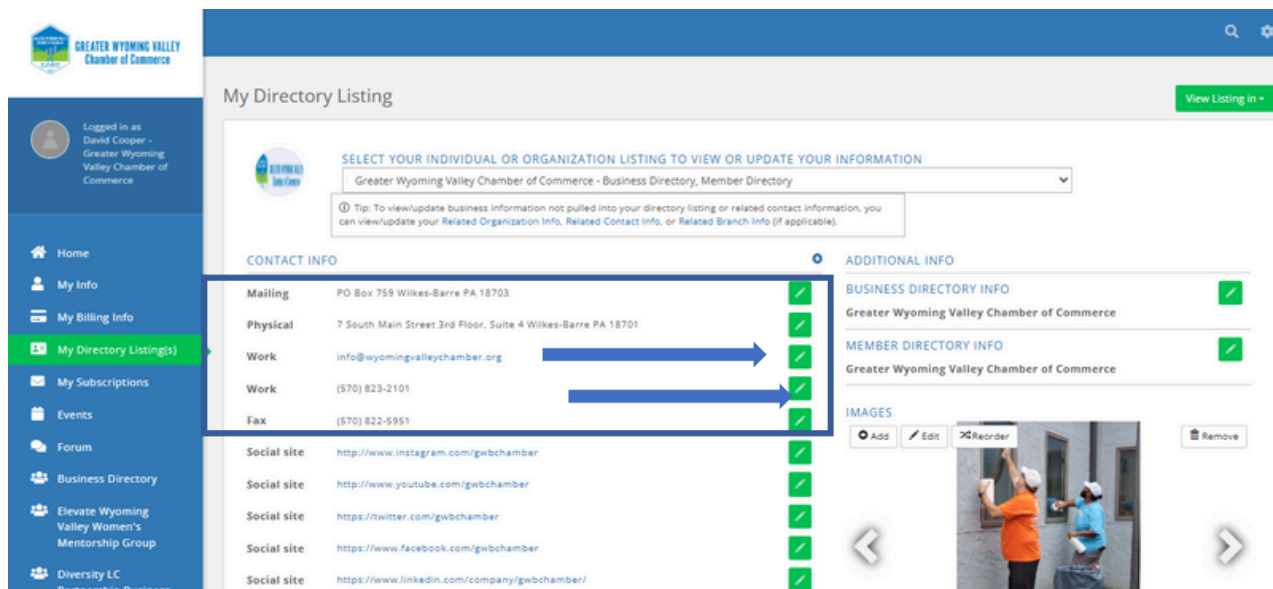 GREATER WYOMING VALLEY
Chamber of Commerce
Logged in as
David Cooper -
Greater Wyoming
Valley Chamber of
Commerce
Home
My Info
My Billing Info
My Directory Listing(s)
My Subscriptions
Events
Forum
Business Directory
Elevate Wyoming
Valley Women's
Mentorship Group
Diversity LC
My Directory Listing
View Listing in
SELECT YOUR INDIVIDUAL OR ORGANIZATION LISTING TO VIEW OR UPDATE YOUR INFORMATION
Greater Wyoming Valley Chamber of Commerce - Business Directory, Member Directory
Tip: To view/update business information not pulled into your directory listing or related contact information, you
can view/update your Related Organization Info, Related Contact Info, or Related Branch Info (if applicable).
CONTACT INFO
Mailing PO Box 759 Wilkes-Barre PA 18703
Physical 7 South Main Street 3rd Floor, Suite 4 Wilkes-Barre PA 18701
Work info@wyomingvalleychamber.org
Work (570) 823-2101
Fax (570) 822-5951
Social site http://www.instagram.com/gwbchamber
Social site http://www.youtube.com/gwbchamber
Social site https://twitter.com/gwbchamber
Social site https://www.facebook.com/gwbchamber
Social site https://www.linkedin.com/company/gwbchamber/
ADDITIONAL INFO
BUSINESS DIRECTORY INFO
Greater Wyoming Valley Chamber of Commerce
MEMBER DIRECTORY INFO
Greater Wyoming Valley Chamber of Commerce
IMAGES
Add Edit Reorder Remove